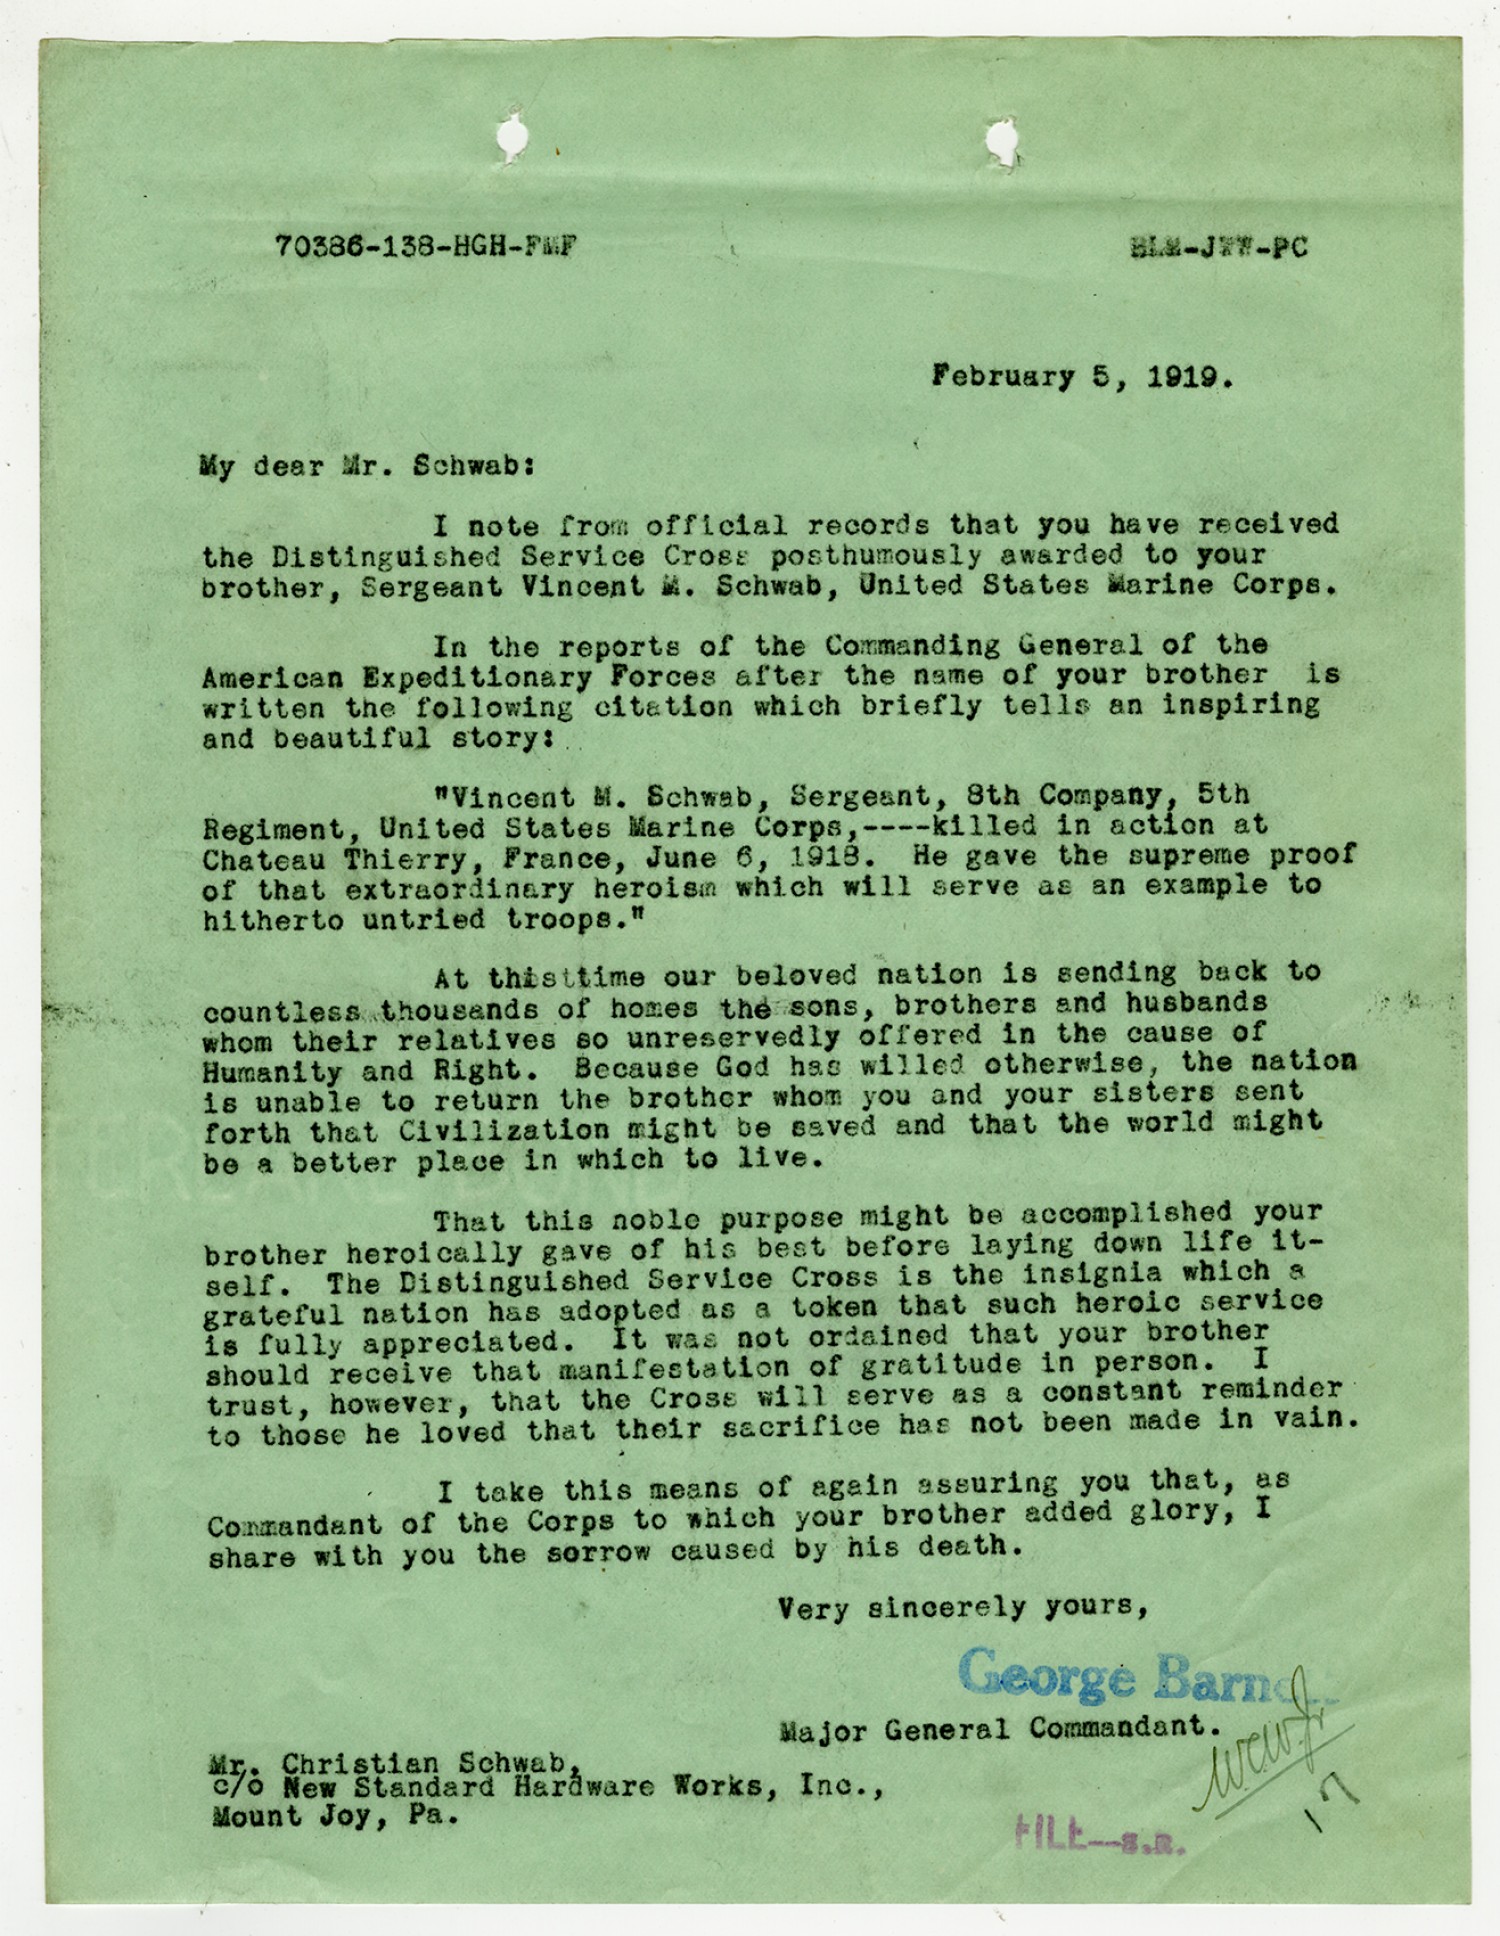 70386-138-HGH-FMF
-PC
February 5, 1919.
My dear Mr. Schwab:
I note from official records that you have received
the Distinguished Service Cross posthumously awarded to your
brother, Sergeant Vincent M. Schwab, United States Marine Corps.
In the reports of the Commanding General of the
American Expeditionary Forces after the name of your brother is
written the following citation which briefly tells an inspiring
and beautiful story:
"Vincent M. Schwab, Sergeant, 8th Company, 5th
Regiment, United States Marine Corps,----killed in action at
Chateau Thierry, France, June 6, 1918. He gave the supreme proof
of that extraordinary heroism which will serve as an example to
hitherto untried troops."
At thisttime our beloved nation is sending back to
countless thousands of homes the sons, brothers and husbands
whom their relatives so unreservedly offered in the cause of
Humanity and Right. Because God has willed otherwise, the nation
is unable to return the brother whom you and your sisters sent
forth that Civilization might be saved and that the world might
be a better place in which to live.
That this noble purpose might be accomplished your
brother heroically gave of his best before laying down life it-
self. The Distinguished Service Cross is the insignia which a
grateful nation has adopted as a token that such heroic service
is fully appreciated. It was not ordained that your brother
should receive that manifestation of gratitude in person. I
trust, however, that the Cross will serve as a constant reminder
to those he loved that their sacrifice has not been made in vain.
I take this means of again assuring you that, as
Commandant of the Corps to which your brother added glory, I
share with you the sorrow caused by his death.
Very sincerely yours,
George Barne
Major General Commandant.
Mr. Christian Schwab,
c/o New Standard Hardware Works, Inc.,
Mount Joy, Pa.